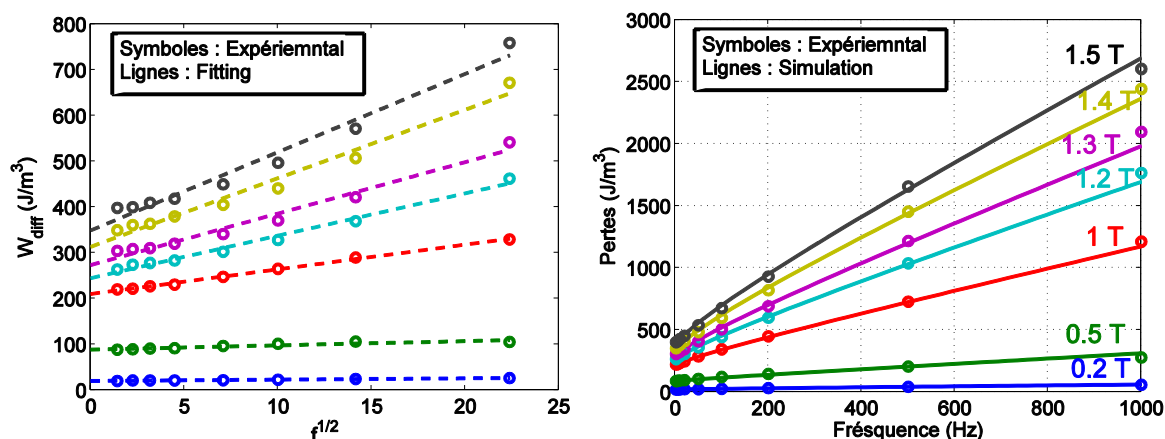 Symboles : Expériemntal
Lignes : Fitting
800
700
600
500
400
300
200
100
0
0 5 10 15 20 25
W_diff (J/m³)
f^1/2
Symboles : Expériemntal
Lignes : Simulation
1.5 T
1.4 T
1.3 T
1.2 T
1 T
0.5 T
0.2 T
3000
2500
2000
1500
1000
500
0
0 200 400 600 800 1000
Pertes (J/m³)
Frésquence (Hz)